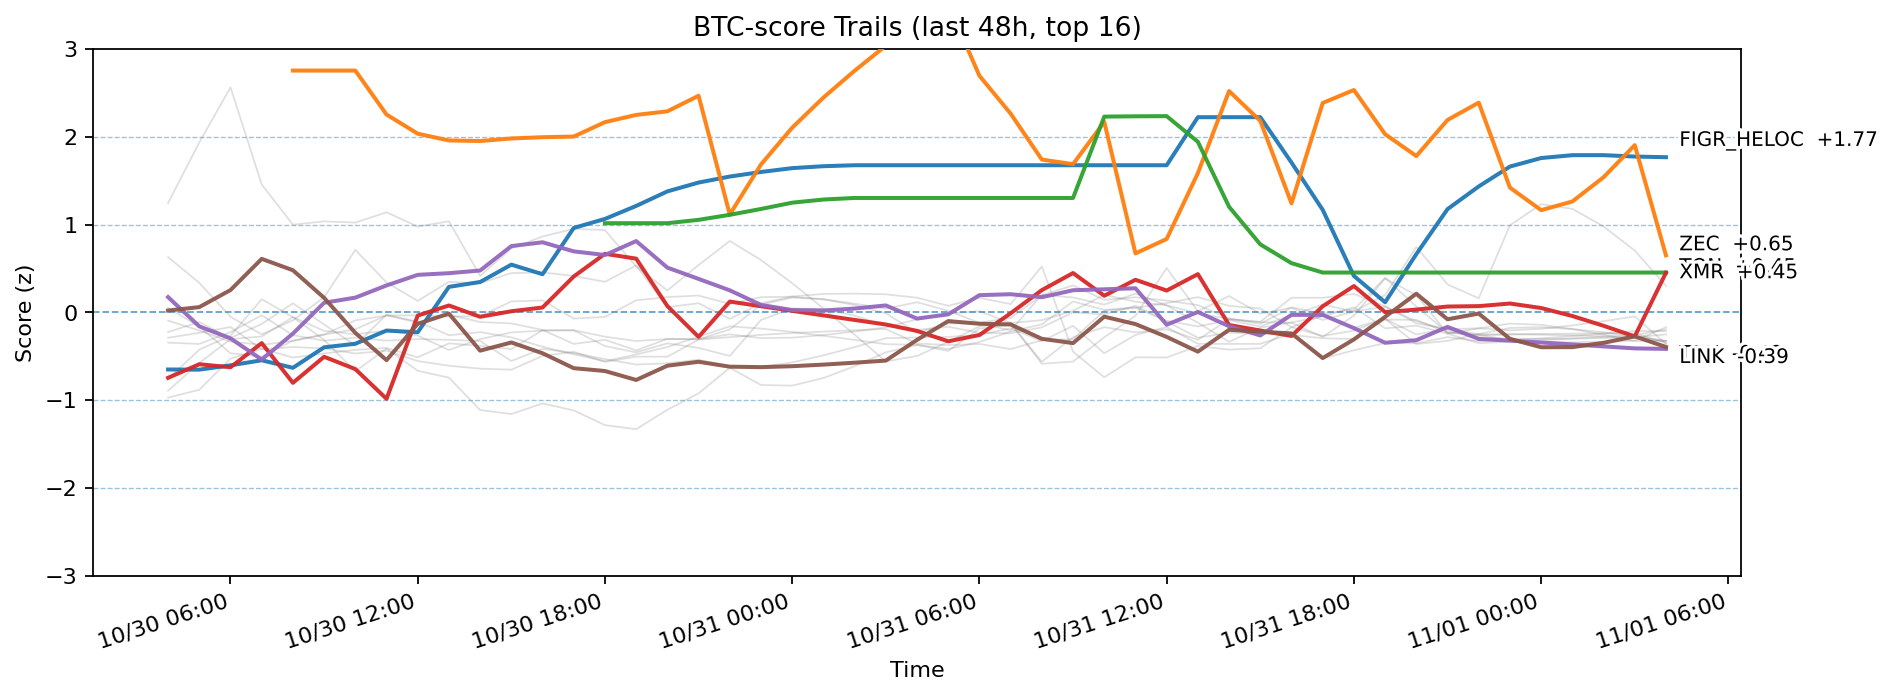 BTC-score Trails (last 48h, top 16)
Score (z)
3
2
1
0
−1
−2
−3
FIGR_HELOC +1.77
ZEC +0.65
XMR +0.45
LINK -0.39
10/30 06:00
10/30 12:00
10/30 18:00
10/31 00:00
10/31 06:00
10/31 12:00
10/31 18:00
11/01 00:00
11/01 06:00
Time